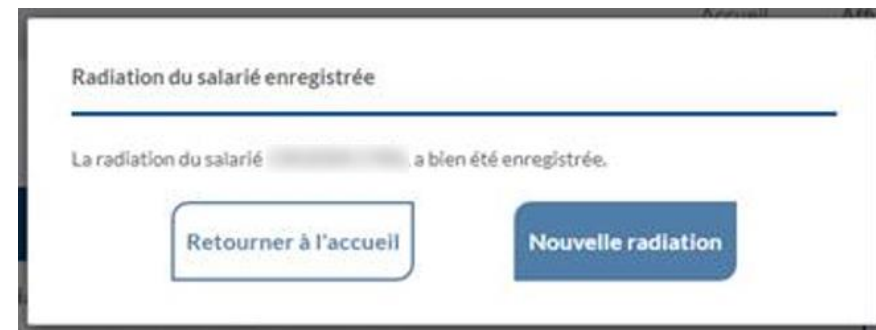 Accueil
Radiation du salarié enregistrée
La radiation du salarié a bien été enregistrée.
Retourner à l'accueil
Nouvelle radiation